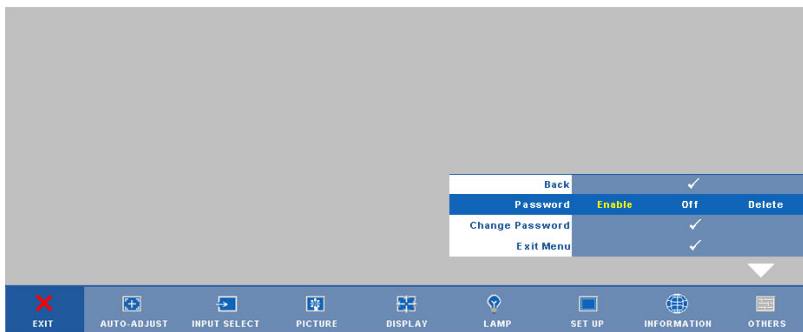 Back
Password Enable Off Delete
Change Password
Exit Menu
EXIT AUTO-ADJUST INPUT SELECT PICTURE DISPLAY LAMP SET UP INFORMATION OTHERS